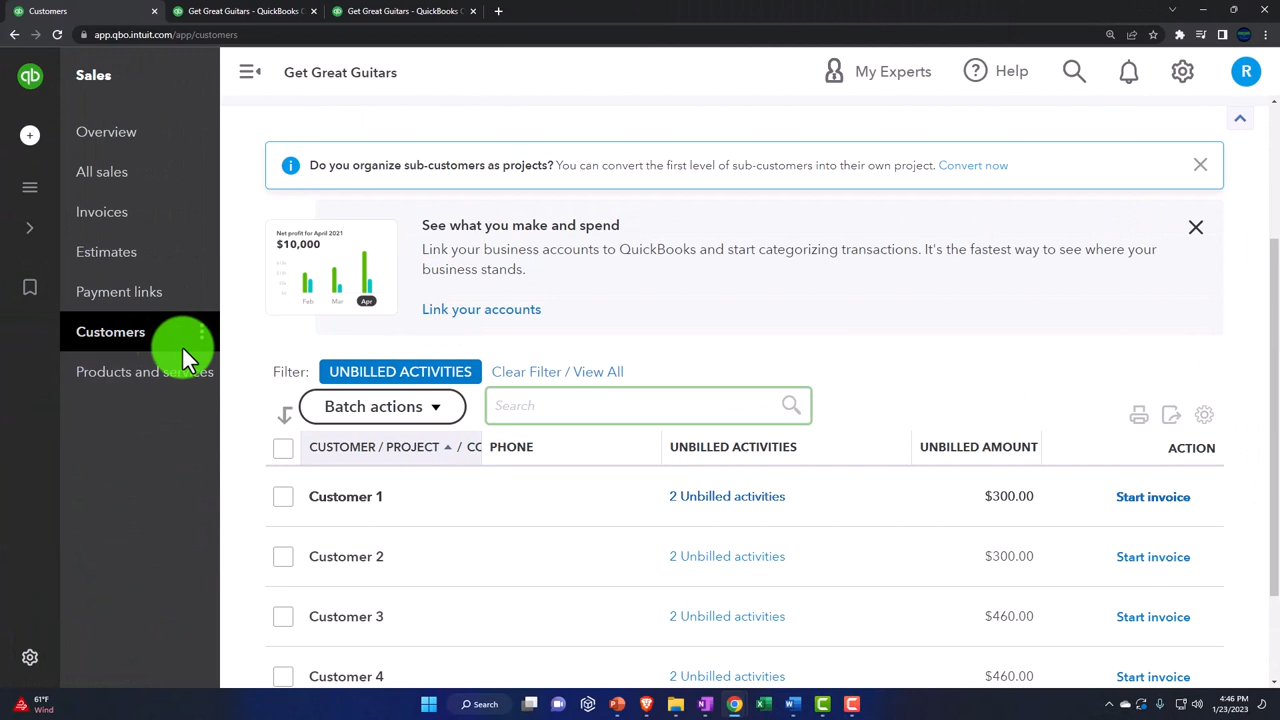 Customers
Get Great Guitars - QuickBooks C
Get Great Guitars - QuickBooks C
app.qbo.intuit.com/app/customers
qb
Sales
Get Great Guitars
My Experts
Help
R
Overview
All sales
Invoices
Estimates
Payment links
Customers
Products and services
Do you organize sub-customers as projects? You can convert the first level of sub-customers into their own project. Convert now
Net profit for April 2021
$10,000
Feb Mar Apr
See what you make and spend
Link your business accounts to QuickBooks and start categorizing transactions. It's the fastest way to see where your
business stands.
Link your accounts
Filter: UNBILLED ACTIVITIES Clear Filter / View All
Batch actions
Search
CUSTOMER / PROJECT / CC PHONE UNBILLED ACTIVITIES UNBILLED AMOUNT ACTION
Customer 1 2 Unbilled activities $300.00 Start invoice
Customer 2 2 Unbilled activities $300.00 Start invoice
Customer 3 2 Unbilled activities $460.00 Start invoice
Customer 4 2 Unbilled activities $460.00 Start invoice
61°F
Wind
Search
4:46 PM
1/23/2023